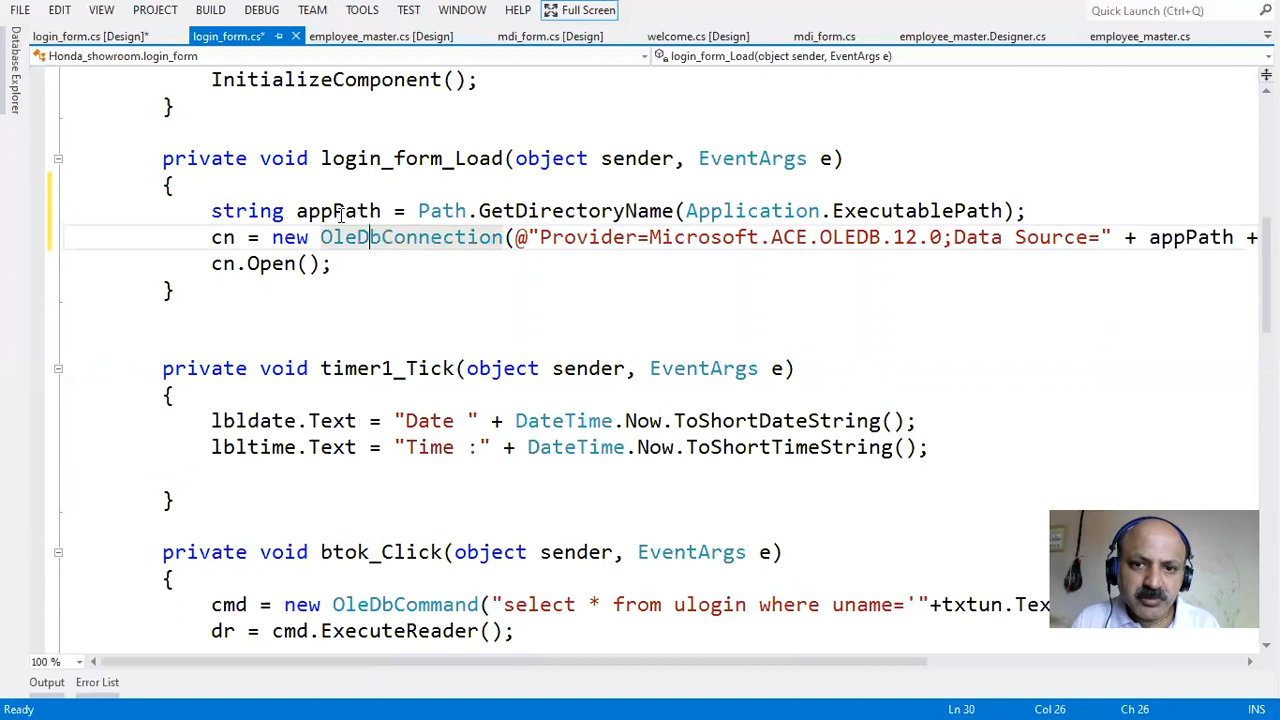 FILE EDIT VIEW PROJECT BUILD DEBUG TEAM TOOLS TEST WINDOW HELP Full Screen Quick Launch (Ctrl+Q)
login_form.cs [Design]* login_form.cs* employee_master.cs [Design] mdi_form.cs [Design] welcome.cs [Design] mdi_form.cs employee_master.Designer.cs employee_master.cs
Database Explorer
Honda_showroom.login_form login_form_Load(object sender, EventArgs e)
InitializeComponent();
}
private void login_form_Load(object sender, EventArgs e)
{
string appPath = Path.GetDirectoryName(Application.ExecutablePath);
cn = new OleDbConnection(@"Provider=Microsoft.ACE.OLEDB.12.0;Data Source=" + appPath +
cn.Open();
}
private void timer1_Tick(object sender, EventArgs e)
{
lbldate.Text = "Date " + DateTime.Now.ToShortDateString();
lbltime.Text = "Time :" + DateTime.Now.ToShortTimeString();
}
private void btok_Click(object sender, EventArgs e)
{
cmd = new OleDbCommand("select * from ulogin where uname='"+txtun.Tex
dr = cmd.ExecuteReader();
100 %
Output Error List
Ready Ln 30 Col 26 Ch 26 INS